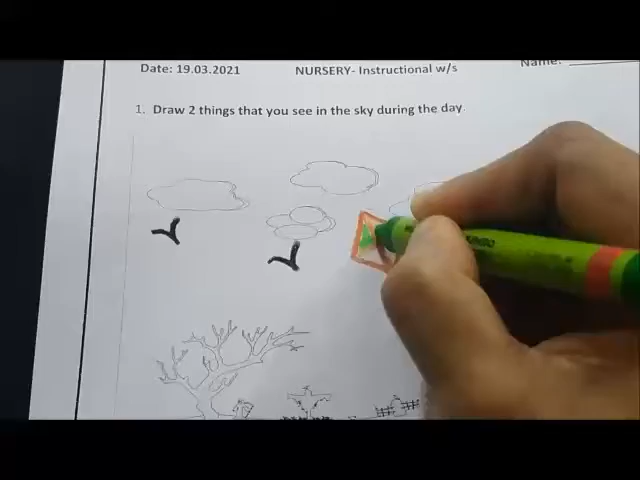 Date: 19.03.2021 NURSERY- Instructional w/s Name:
1. Draw 2 things that you see in the sky during the day.